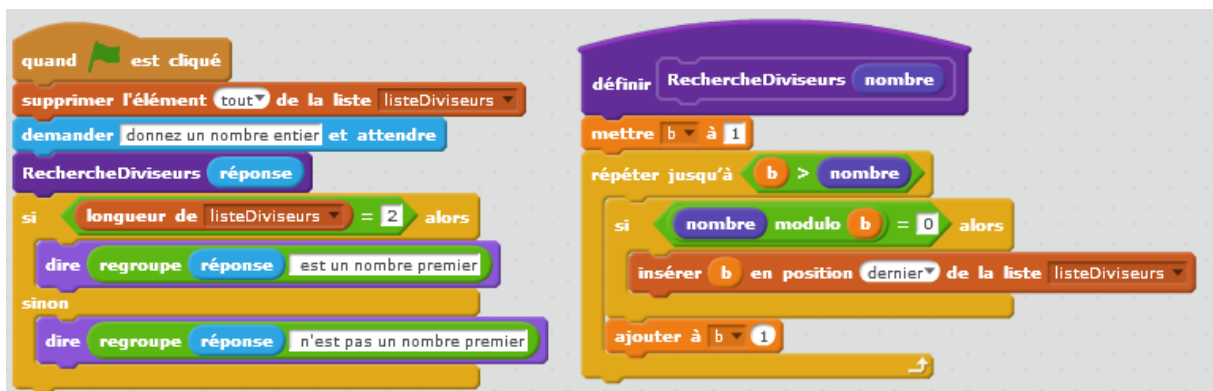 quand est cliqué
supprimer l'élément tout de la liste listeDiviseurs
demander donnez un nombre entier et attendre
RechercheDiviseurs réponse
si longueur de listeDiviseurs = 2 alors
dire regroupe réponse est un nombre premier
sinon
dire regroupe réponse n'est pas un nombre premier
définir RechercheDiviseurs nombre
mettre b à 1
répéter jusqu'à b > nombre
si nombre modulo b = 0 alors
insérer b en position dernier de la liste listeDiviseurs
ajouter à b 1